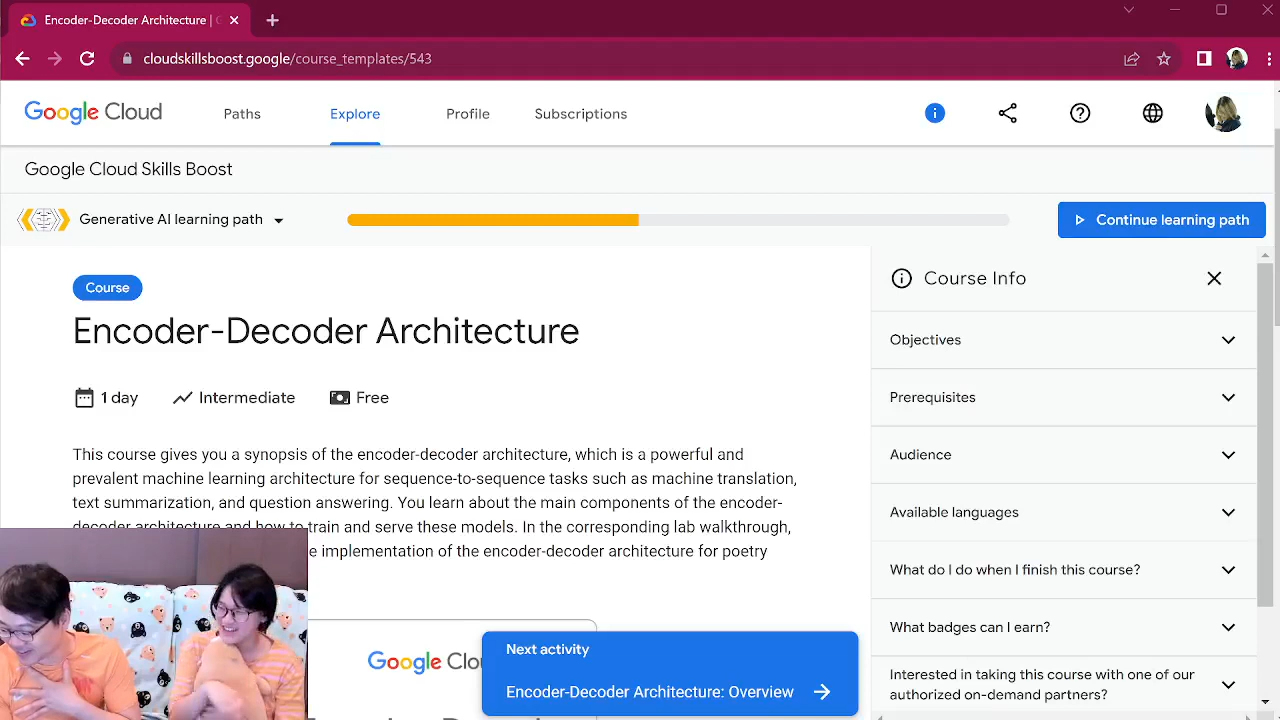 Encoder-Decoder Architecture |
cloudskillsboost.google/course_templates/543
Google Cloud
Paths
Explore
Profile
Subscriptions
Google Cloud Skills Boost
Generative AI learning path
Continue learning path
Course
Encoder-Decoder Architecture
1 day
Intermediate
Free
This course gives you a synopsis of the encoder-decoder architecture, which is a powerful and
prevalent machine learning architecture for sequence-to-sequence tasks such as machine translation,
text summarization, and question answering. You learn about the main components of the encoder-
decoder architecture and how to train and serve these models. In the corresponding lab walkthrough,
implementation of the encoder-decoder architecture for poetry
Google
Next activity
Encoder-Decoder Architecture: Overview
Course Info
Objectives
Prerequisites
Audience
Available languages
What do I do when I finish this course?
What badges can I earn?
Interested in taking this course with one of our
authorized on-demand partners?